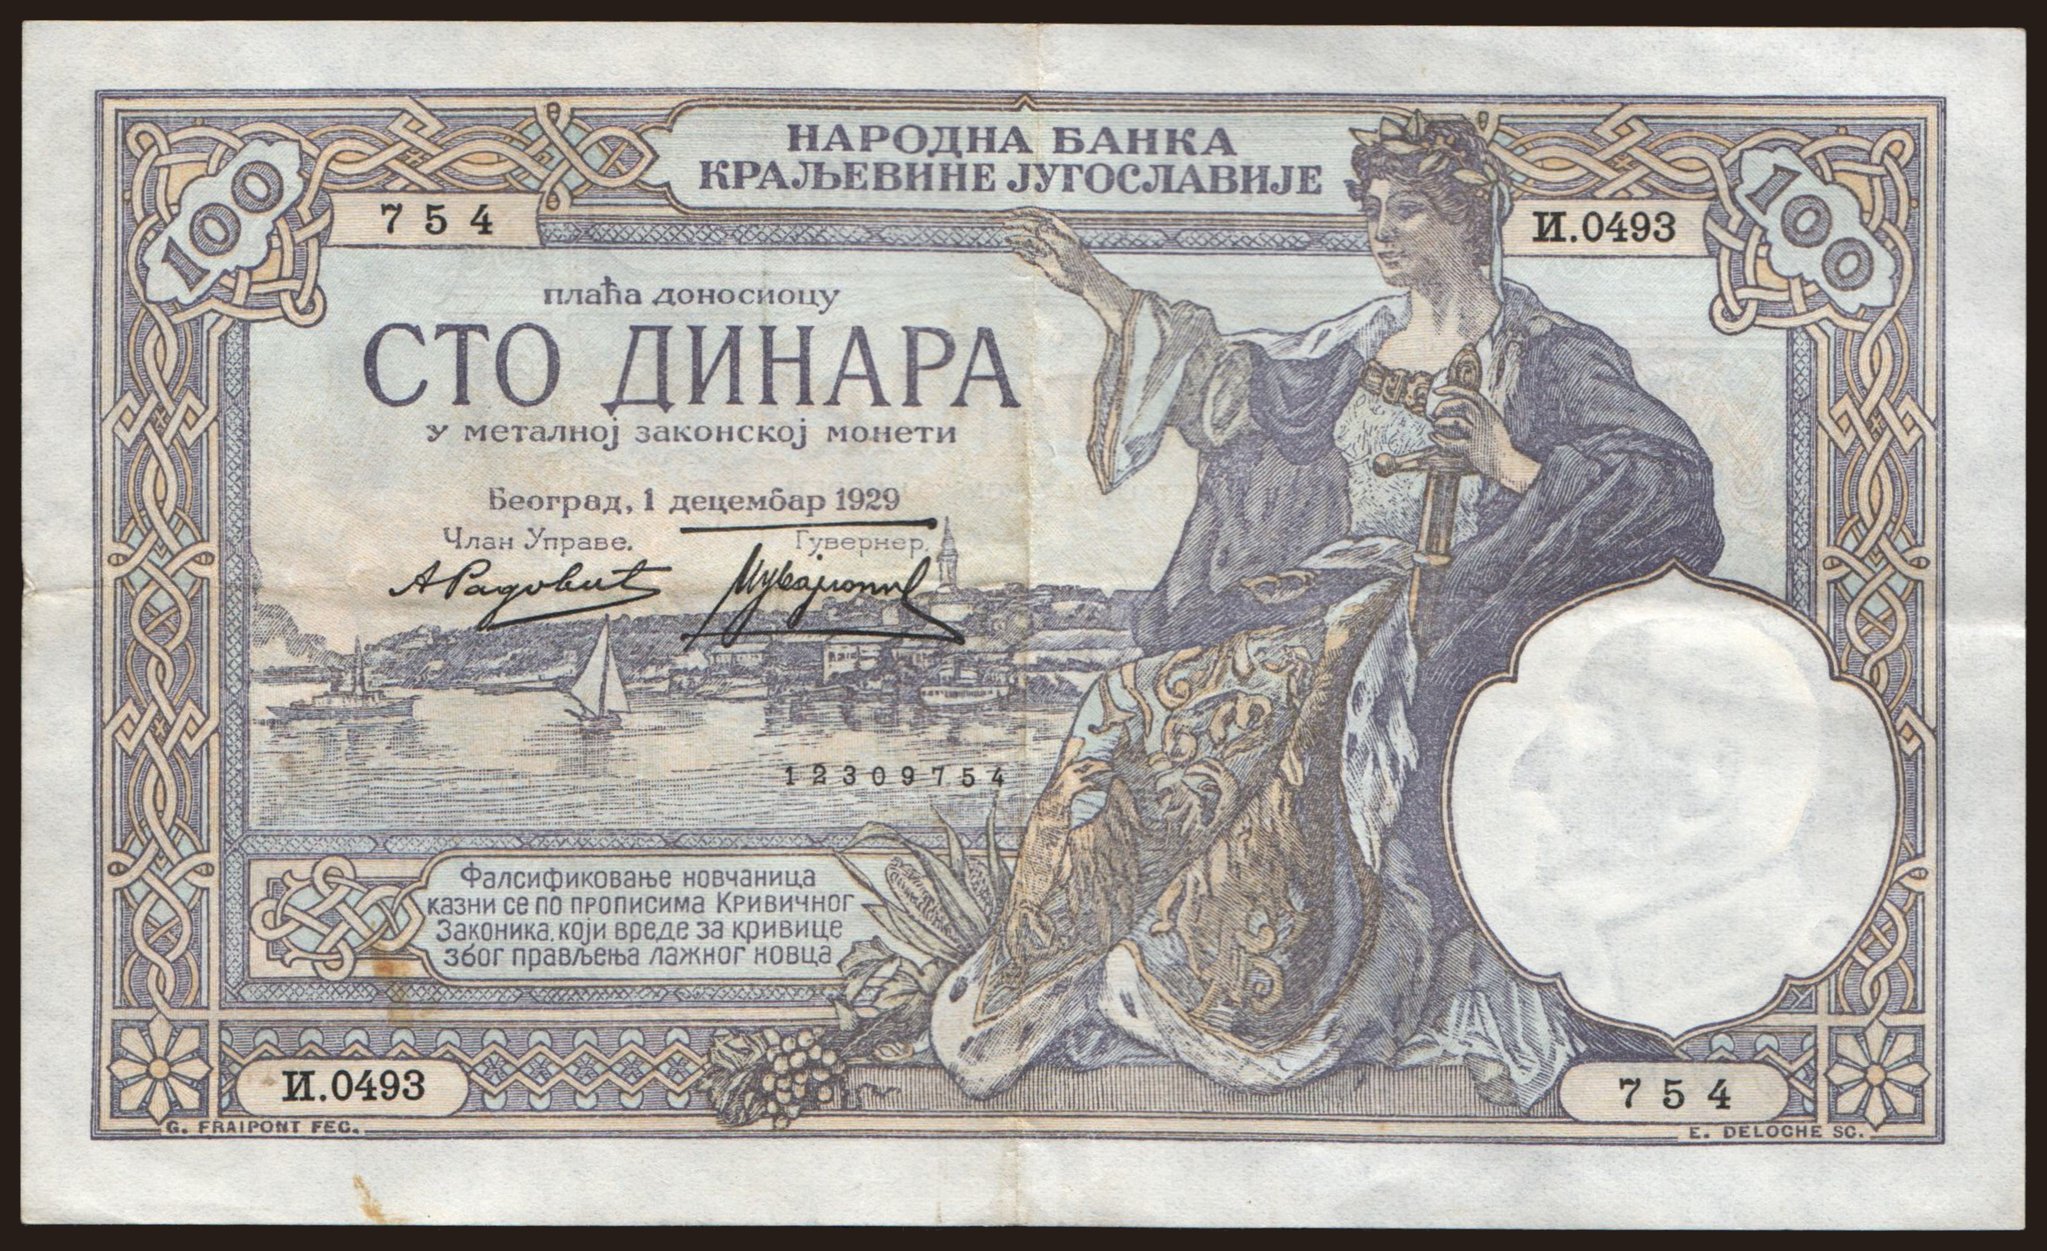 НАРОДНА БАНКА
КРАЉЕВИНЕ ЈУГОСЛАВИЈЕ
100
754
И.0493
100
плаћа доносиоцу
СТО ДИНАРА
у металној законској монети
Београд, 1 децембар 1929
Члан Управе. Гувернер,
А Радовић
12309754
Фалсификовање новчаница
казни се по прописима Кривичног
Законика, који вреде за кривице
због прављења лажног новца
И.0493
754
G. FRAIPONT FEC.
E. DELOCHE SC.